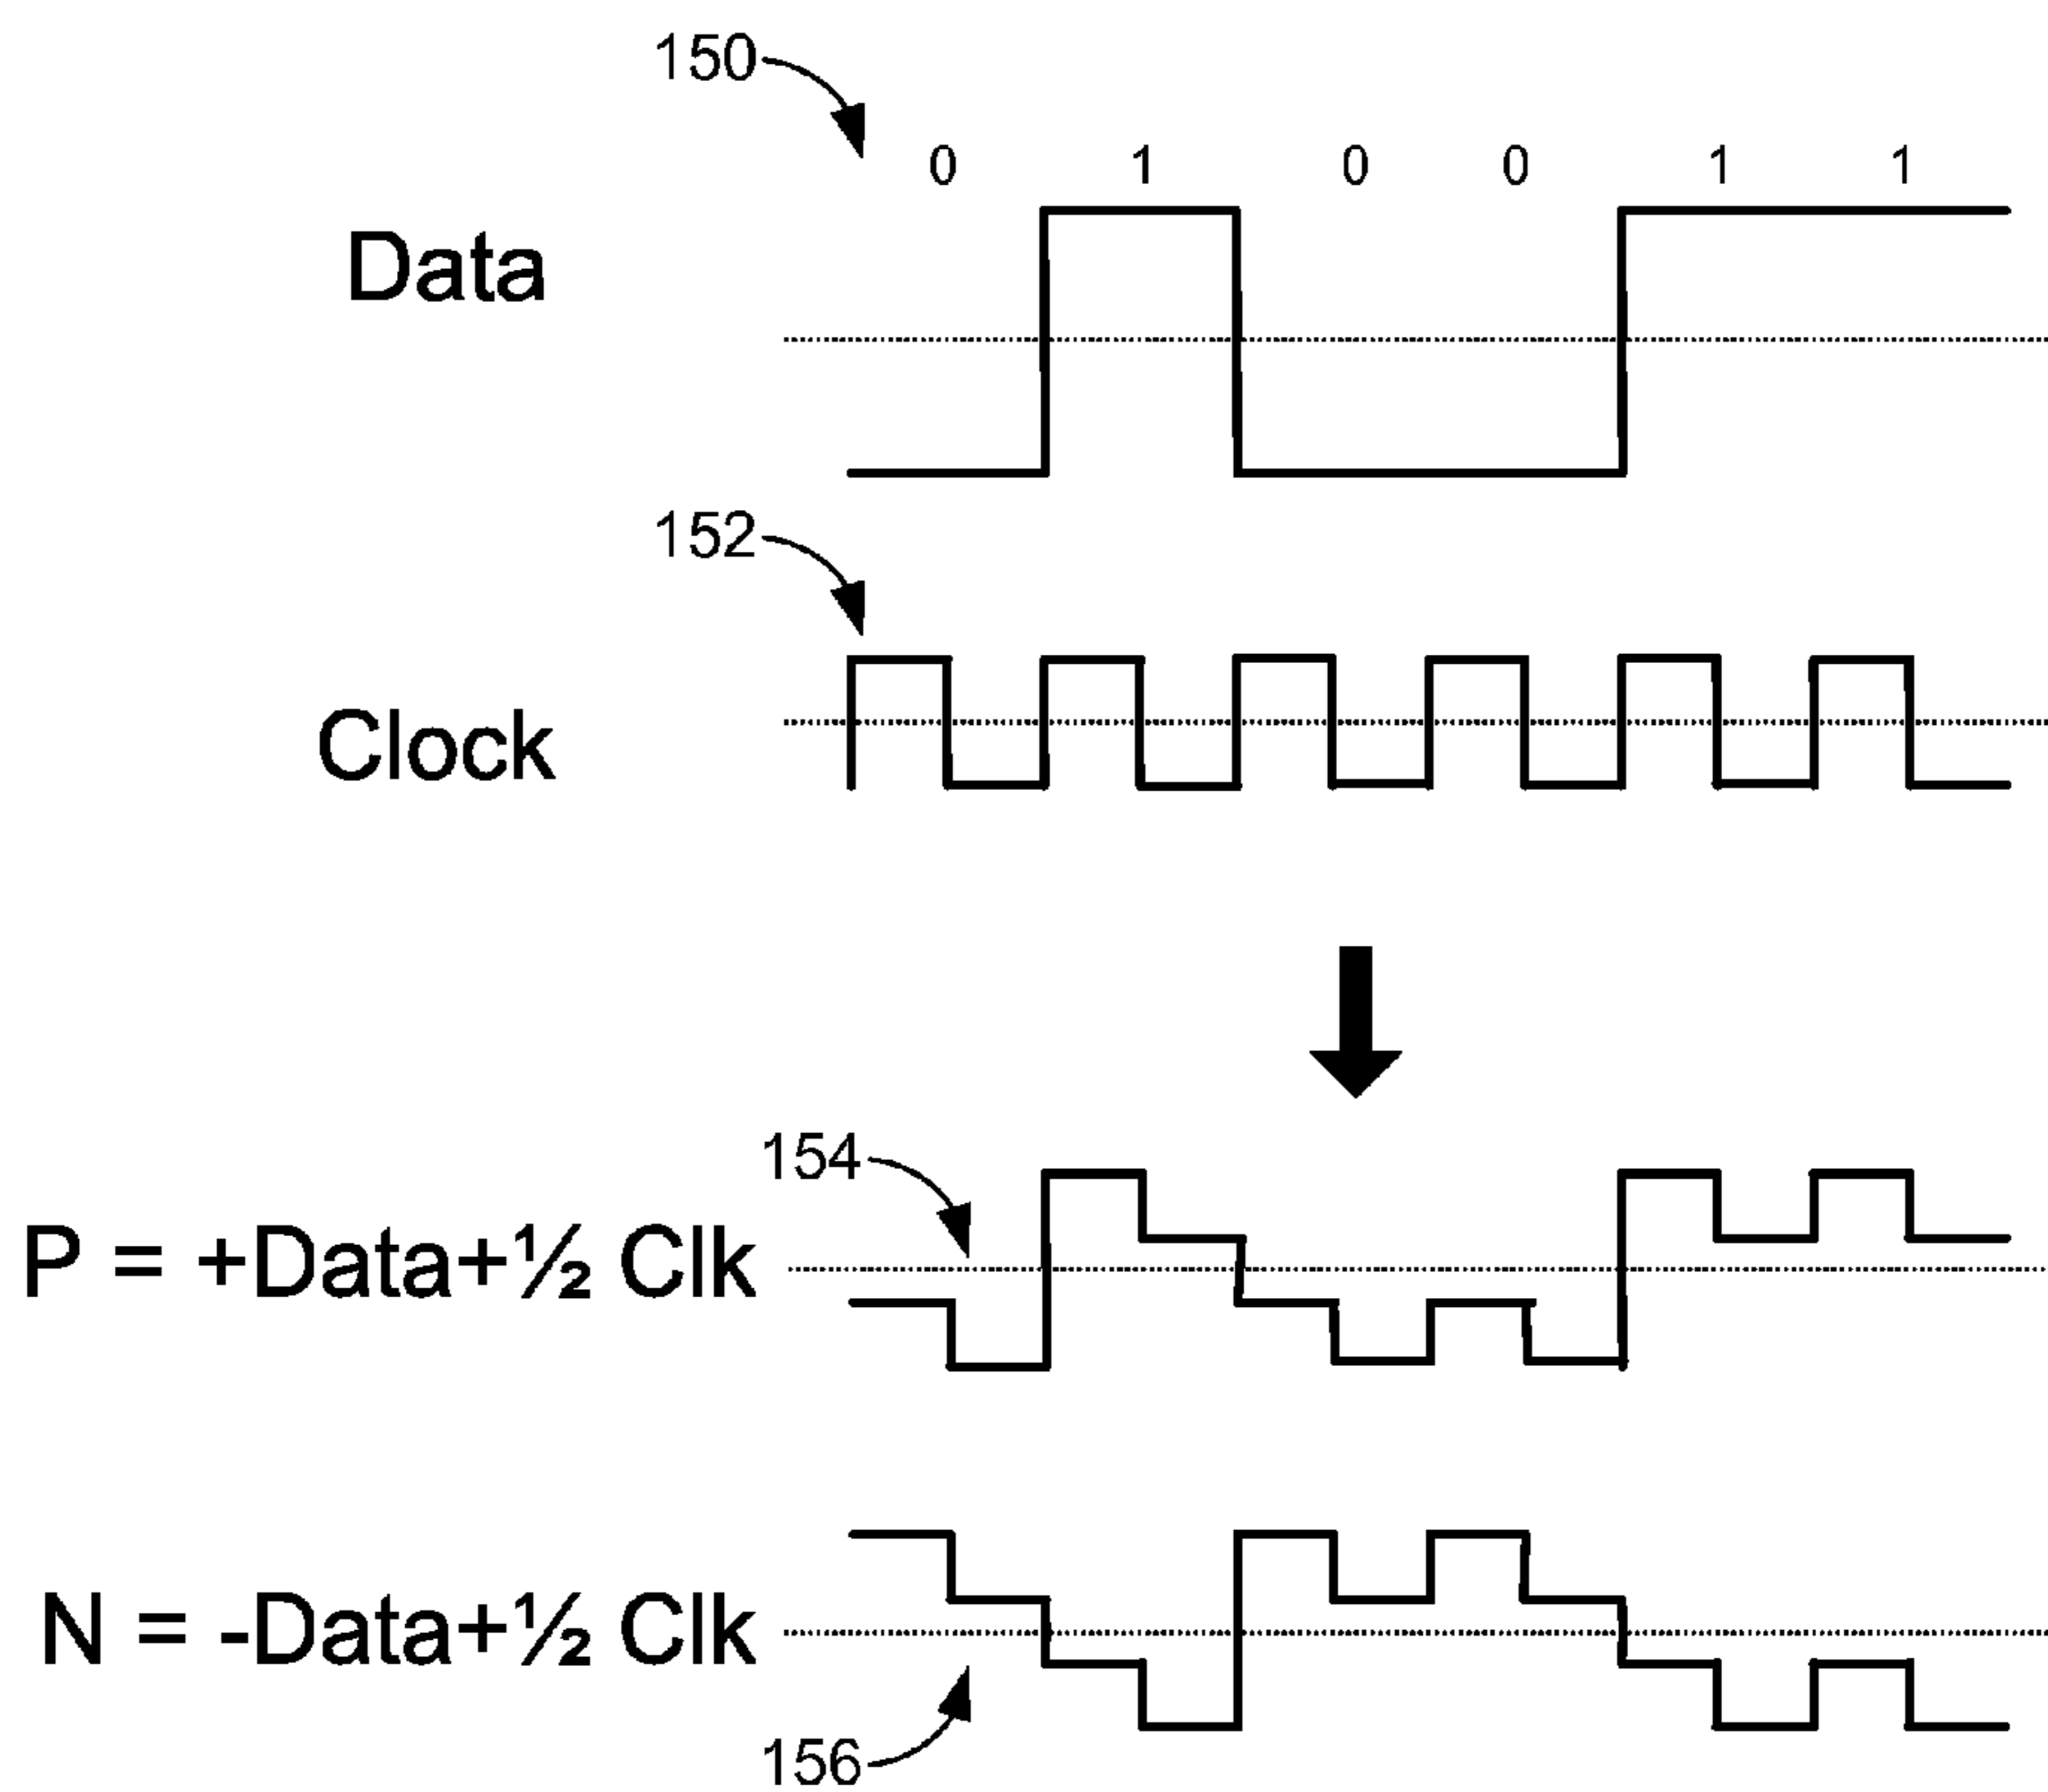 150
0 1 0 0 1 1
Data
152
Clock
154
P = +Data+½ Clk
N = -Data+½ Clk
156